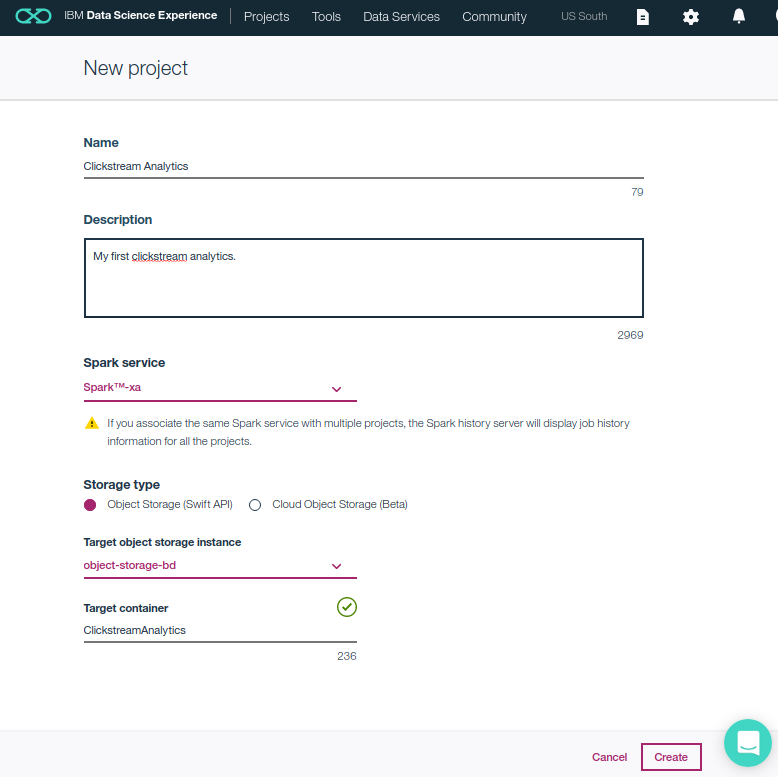 IBM Data Science Experience Projects Tools Data Services Community US South
New project
Name
Clickstream Analytics
79
Description
My first clickstream analytics.
2969
Spark service
Spark™-xa
If you associate the same Spark service with multiple projects, the Spark history server will display job history
information for all the projects.
Storage type
Object Storage (Swift API) Cloud Object Storage (Beta)
Target object storage instance
object-storage-bd
Target container
ClickstreamAnalytics
236
Cancel Create